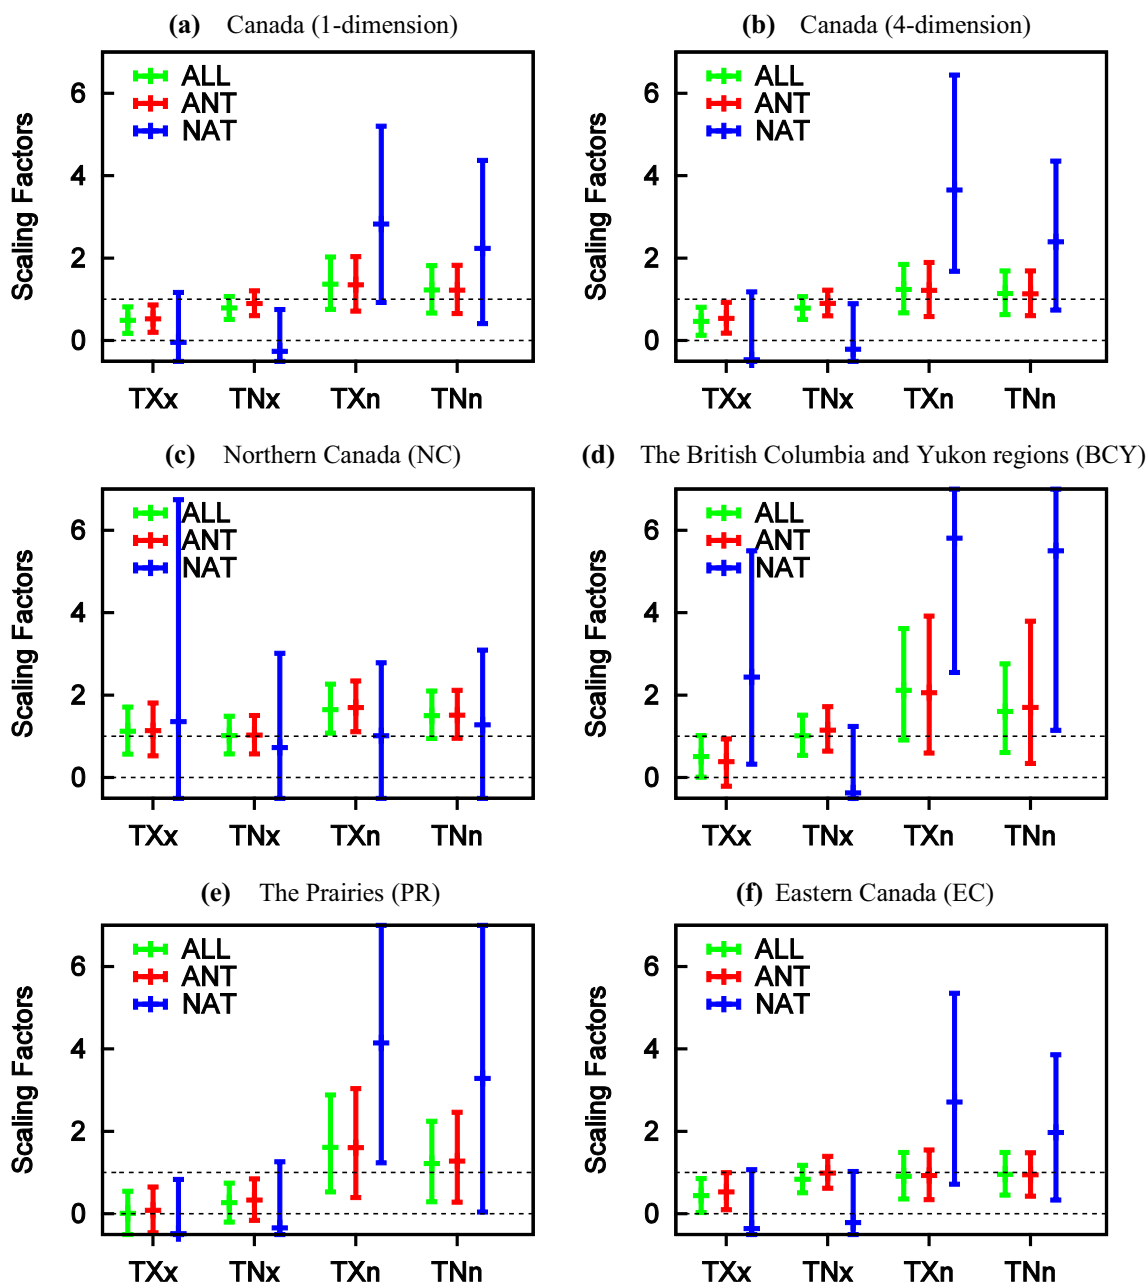 (a) Canada (1-dimension)
(b) Canada (4-dimension)
Scaling Factors
6
4
2
0
ALL
ANT
NAT
TXx TNx TXn TNn
Scaling Factors
6
4
2
0
ALL
ANT
NAT
TXx TNx TXn TNn
(c) Northern Canada (NC)
(d) The British Columbia and Yukon regions (BCY)
Scaling Factors
6
4
2
0
ALL
ANT
NAT
TXx TNx TXn TNn
Scaling Factors
6
4
2
0
ALL
ANT
NAT
TXx TNx TXn TNn
(e) The Prairies (PR)
(f) Eastern Canada (EC)
Scaling Factors
6
4
2
0
ALL
ANT
NAT
TXx TNx TXn TNn
Scaling Factors
6
4
2
0
ALL
ANT
NAT
TXx TNx TXn TNn